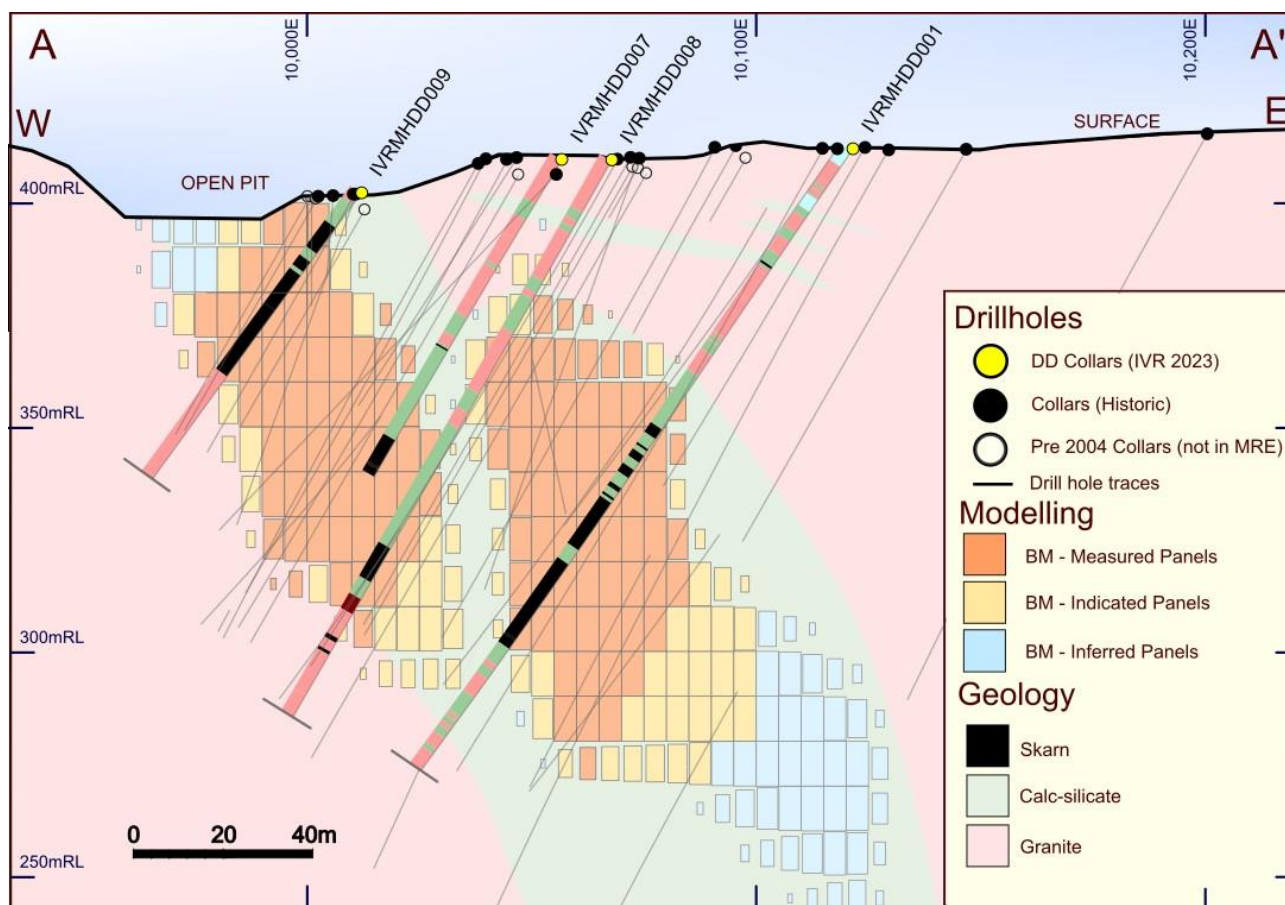 A
A'
W
E
10,000E
10,100E
10,200E
IVRMHDD009
IVRMHDD007
IVRMHDD008
IVRMHDD001
SURFACE
OPEN PIT
400mRL
350mRL
300mRL
250mRL
0 20 40m
Drillholes
DD Collars (IVR 2023)
Collars (Historic)
Pre 2004 Collars (not in MRE)
Drill hole traces
Modelling
BM - Measured Panels
BM - Indicated Panels
BM - Inferred Panels
Geology
Skarn
Calc-silicate
Granite